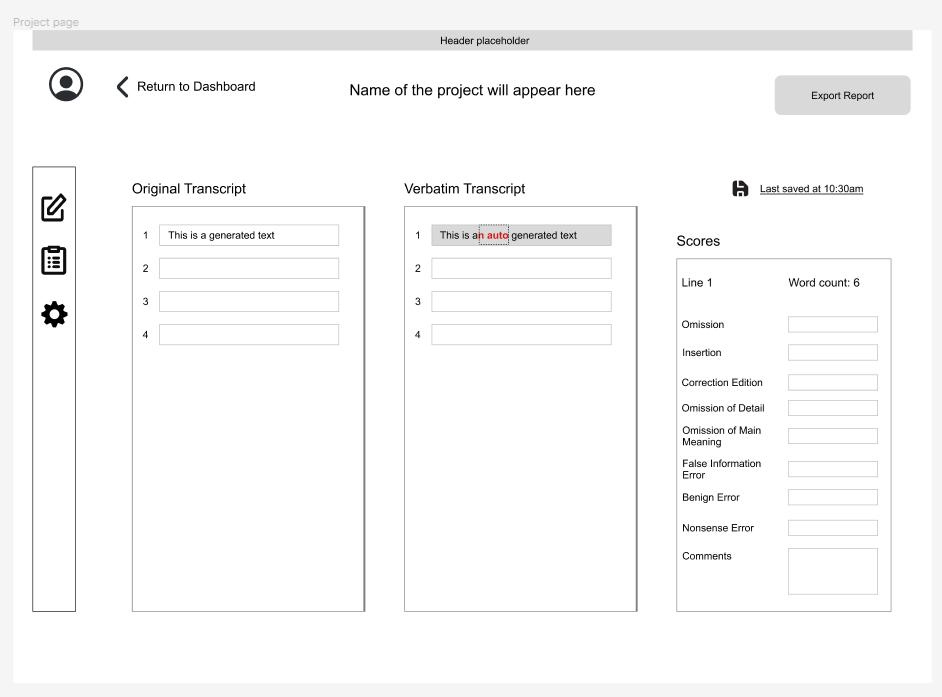 Project page
Header placeholder
Return to Dashboard
Name of the project will appear here
Export Report
Original Transcript
1 This is a generated text
2
3
4
Verbatim Transcript
1 This is an auto generated text
2
3
4
Last saved at 10:30am
Scores
Line 1 Word count: 6
Omission
Insertion
Correction Edition
Omission of Detail
Omission of Main
Meaning
False Information
Error
Benign Error
Nonsense Error
Comments